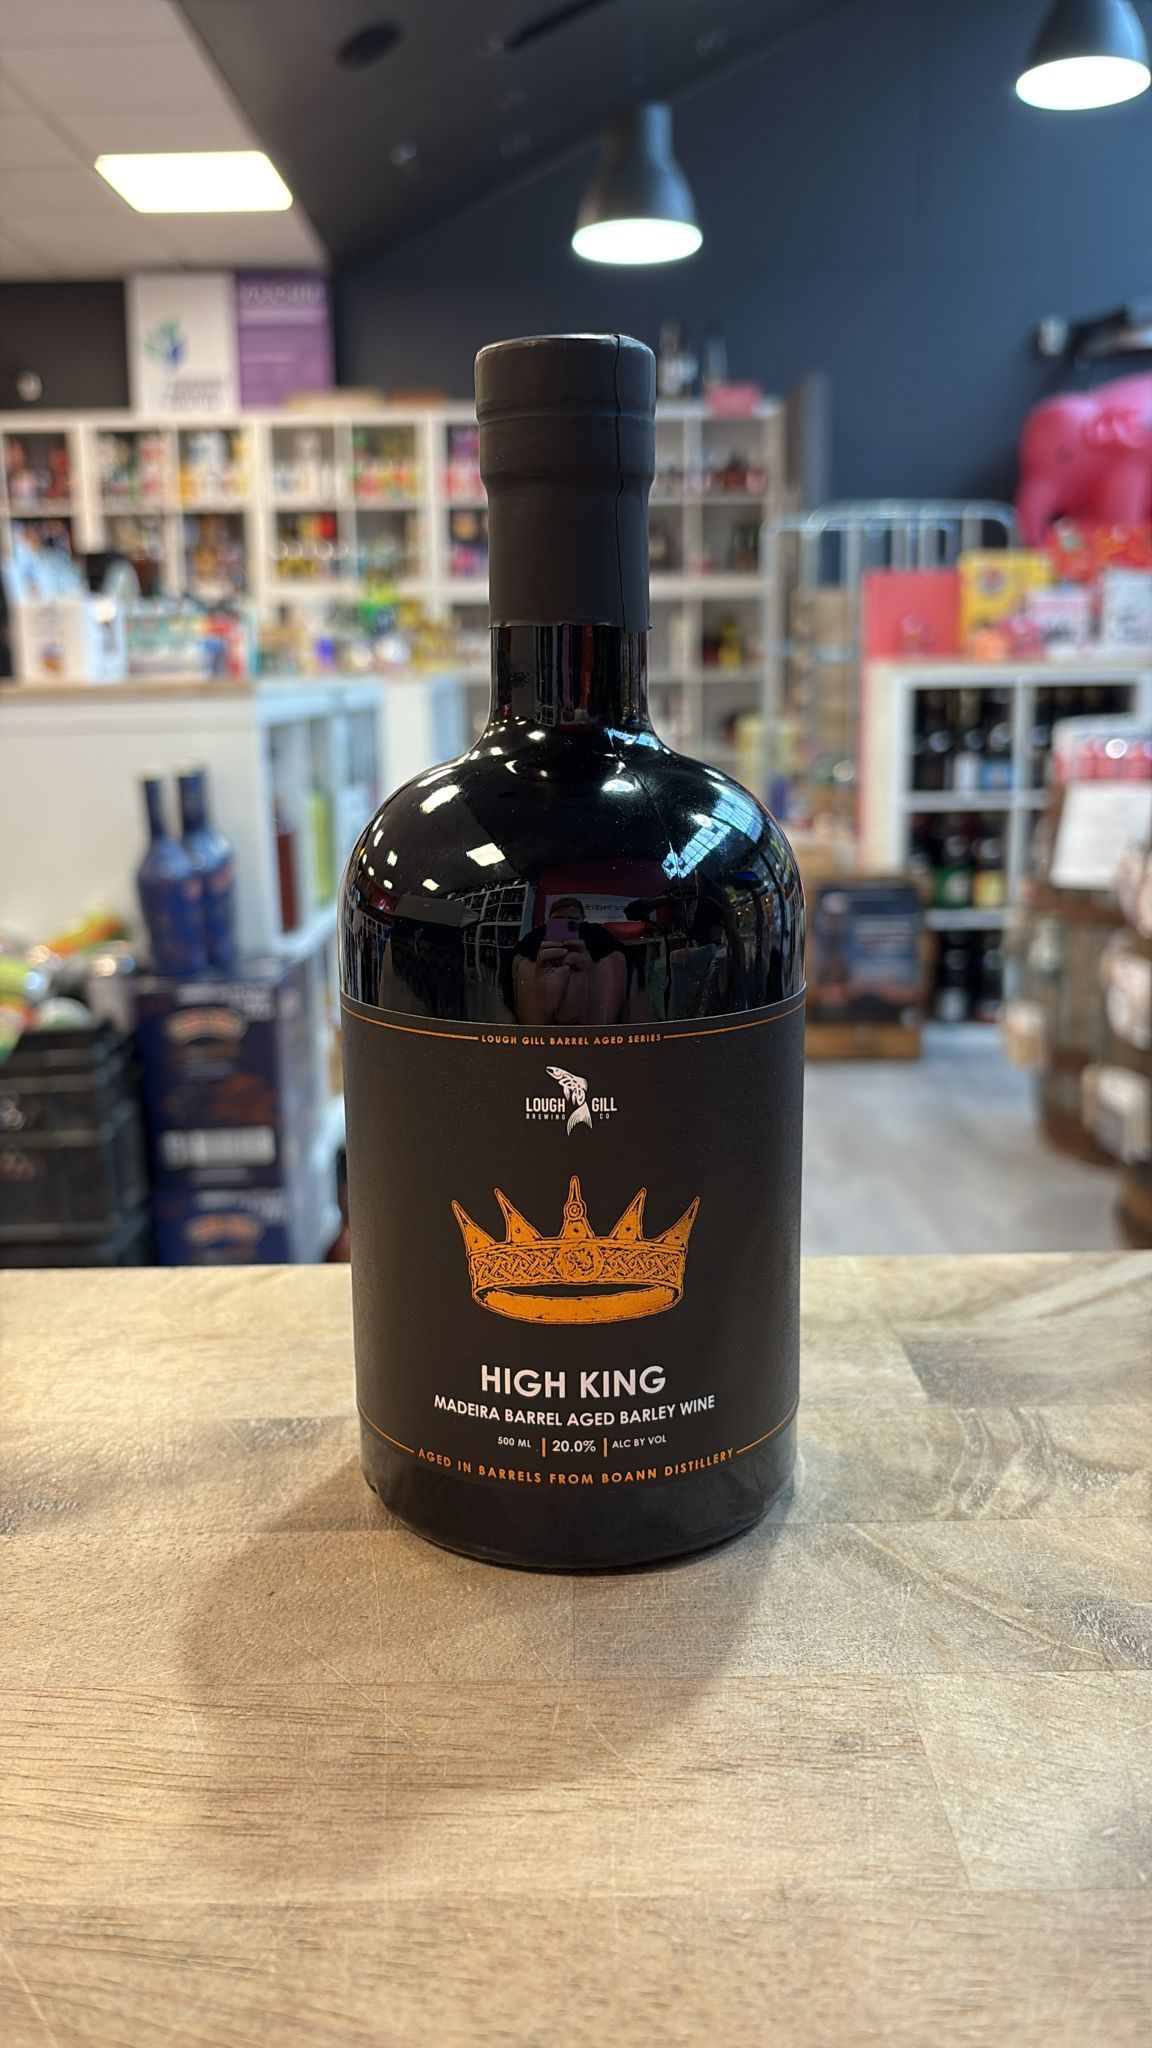 LOUGH GILL BARREL AGED SERIES
LOUGH GILL
BREWING CO
HIGH KING
MADEIRA BARREL AGED BARLEY WINE
500 ML | 20.0% | ALC BY VOL
AGED IN BARRELS FROM BOANN DISTILLERY